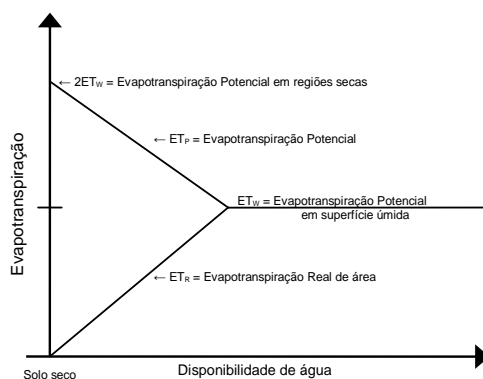 ← 2ETW = Evapotranspiração Potencial em regiões secas
← ETP = Evapotranspiração Potencial
ETW = Evapotranspiração Potencial
em superfície úmida
Evapotranspiração
← ETR = Evapotranspiração Real de área
Solo seco
Disponibilidade de água